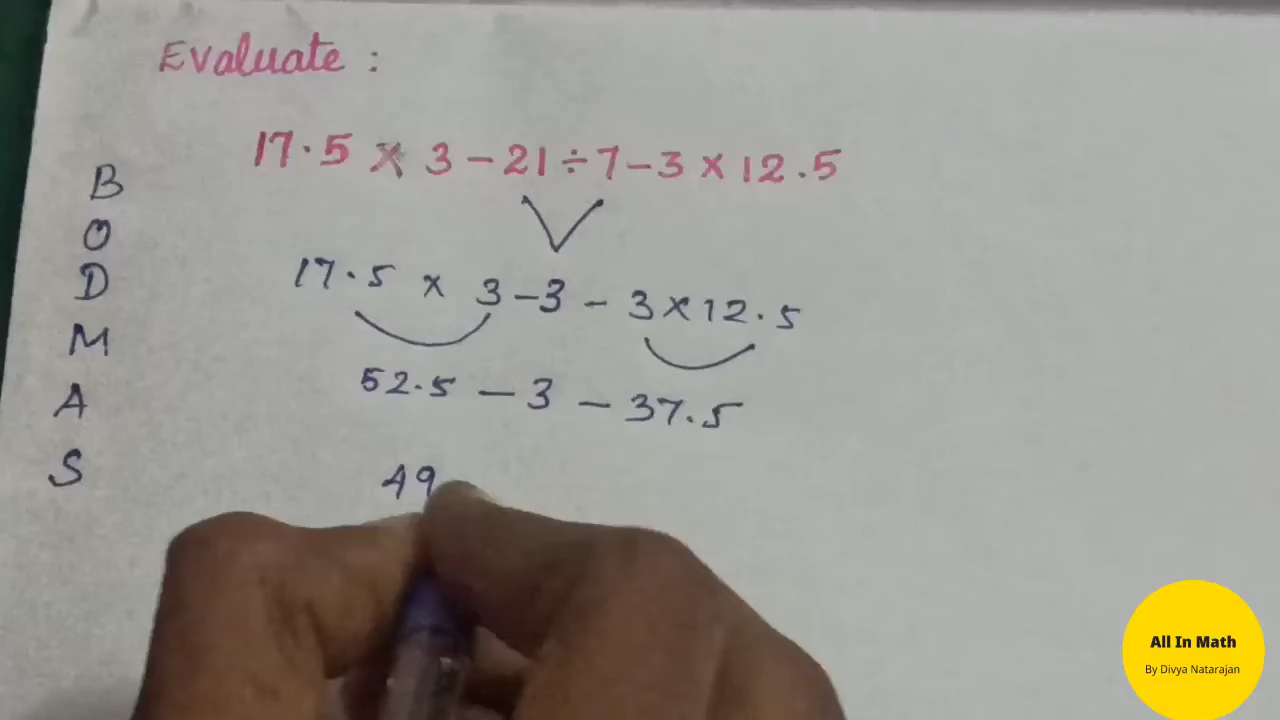 Evaluate :
17.5 × 3 - 21 ÷ 7 - 3 × 12.5
B
O
D
M
A
S
17.5 × 3 - 3 - 3 × 12.5
52.5 - 3 - 37.5
49
All In Math
By Divya Natarajan